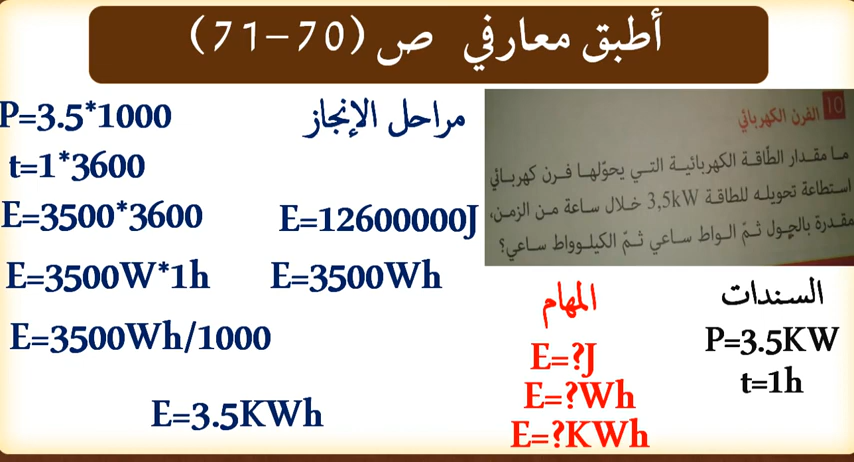 أطبق معارفي ص (70-71)
10 الفرن الكهربائي
ما مقدار الطّاقة الكهربائية التي يحوّلها فرن كهربائي
استطاعة تحويله للطاقة 3,5kW خلال ساعة من الزمن،
مقدرة بالجول ثمّ الواط ساعي ثمّ الكيلوواط ساعي؟
السندات
P=3.5KW
t=1h
المهام
E=?J
E=?Wh
E=?KWh
مراحل الإنجاز
P=3.5*1000
t=1*3600
E=3500*3600
E=12600000J
E=3500W*1h
E=3500Wh
E=3500Wh/1000
E=3.5KWh